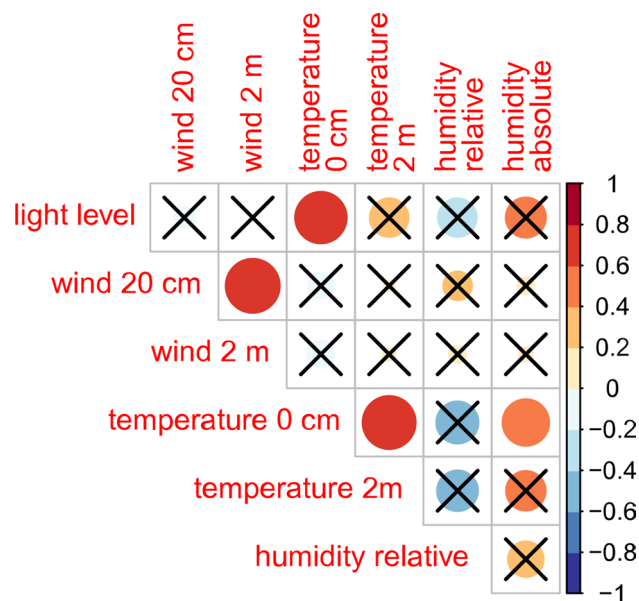 wind 20 cm
wind 2 m
temperature
0 cm
temperature
2 m
humidity
relative
humidity
absolute
light level
wind 20 cm
wind 2 m
temperature 0 cm
temperature 2m
humidity relative
1
0.8
0.6
0.4
0.2
0
−0.2
−0.4
−0.6
−0.8
−1